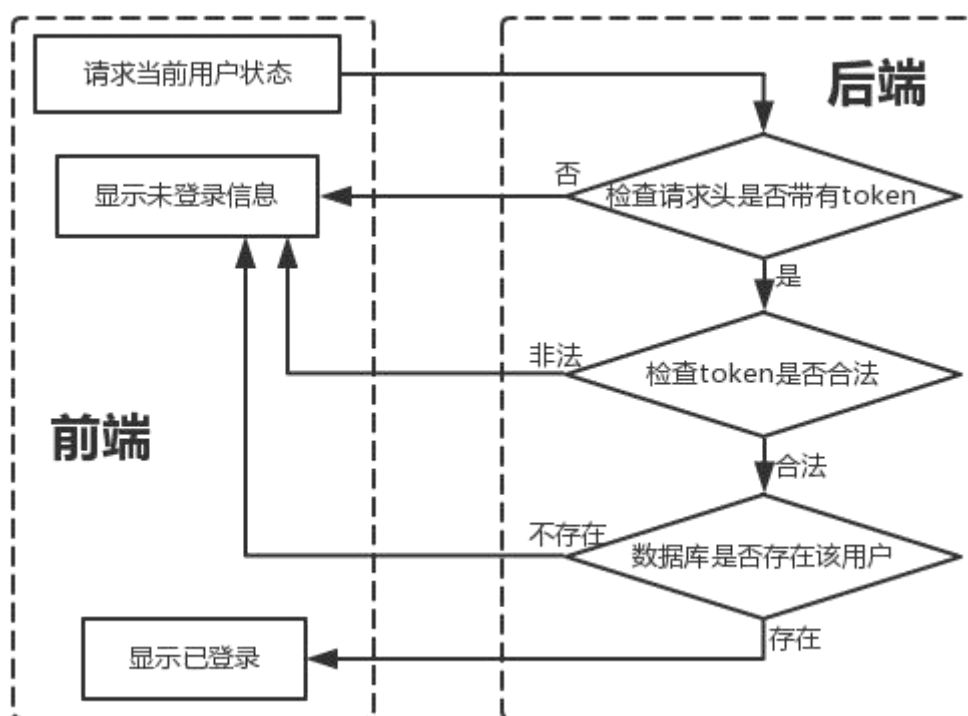 请求当前用户状态
后端
显示未登录信息
否
检查请求头是否带有token
是
非法
检查token是否合法
前端
合法
不存在
数据库是否存在该用户
存在
显示已登录